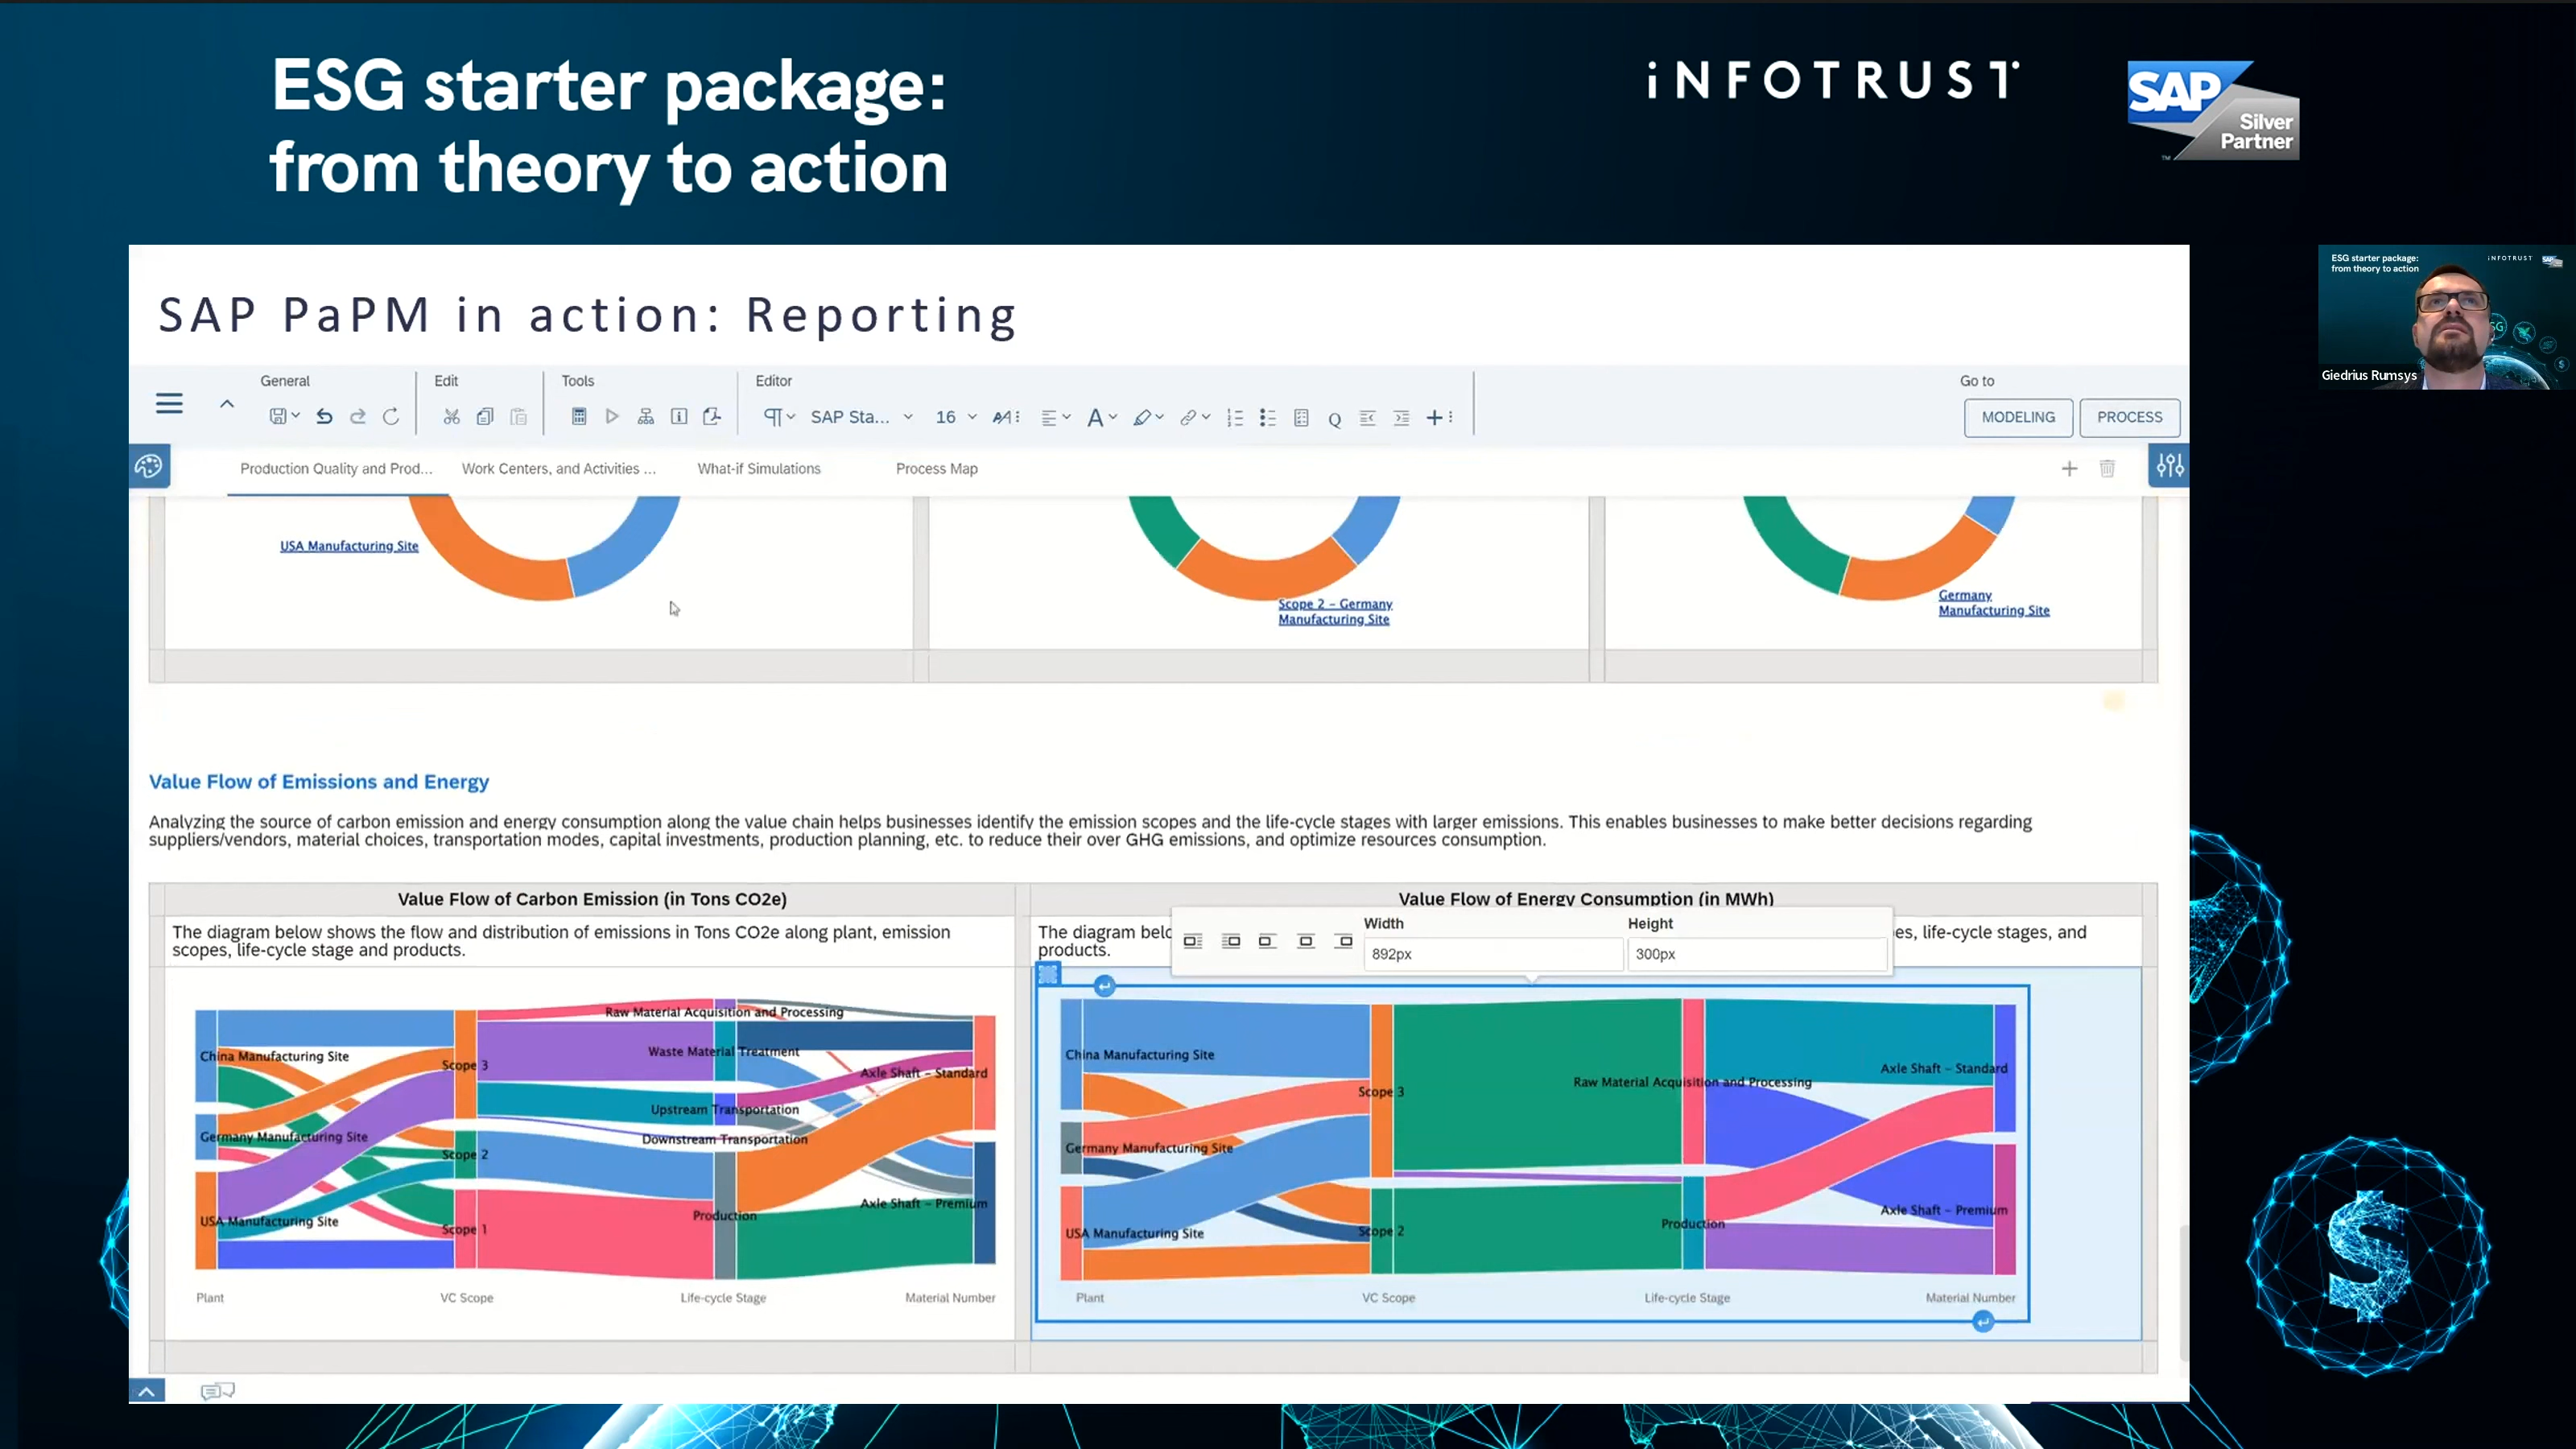 ESG starter package:
from theory to action
iNFOTRUST
SAP
Silver
Partner
™
ESG starter package:
from theory to action
iNFOTRUST
Giedrius Rumsys
SAP PaPM in action: Reporting
General
Edit
Tools
Editor
Go to
SAP Sta...
16
MODELING
PROCESS
Production Quality and Prod...
Work Centers, and Activities ...
What-if Simulations
Process Map
USA Manufacturing Site
Scope 2 - Germany
Manufacturing Site
Germany
Manufacturing Site
Value Flow of Emissions and Energy
Analyzing the source of carbon emission and energy consumption along the value chain helps businesses identify the emission scopes and the life-cycle stages with larger emissions. This enables businesses to make better decisions regarding
suppliers/vendors, material choices, transportation modes, capital investments, production planning, etc. to reduce their over GHG emissions, and optimize resources consumption.
Value Flow of Carbon Emission (in Tons CO2e)
The diagram below shows the flow and distribution of emissions in Tons CO2e along plant, emission
scopes, life-cycle stage and products.
China Manufacturing Site
Germany Manufacturing Site
USA Manufacturing Site
Scope 3
Scope 2
Scope 1
Raw Material Acquisition and Processing
Waste Material Treatment
Upstream Transportation
Downstream Transportation
Production
Axle Shaft - Standard
Axle Shaft - Premium
Plant
VC Scope
Life-cycle Stage
Material Number
Value Flow of Energy Consumption (in MWh)
The diagram belo
es, life-cycle stages, and
products.
Width
Height
892px
300px
China Manufacturing Site
Germany Manufacturing Site
USA Manufacturing Site
Scope 3
Scope 2
Raw Material Acquisition and Processing
Production
Axle Shaft - Standard
Axle Shaft - Premium
Plant
VC Scope
Life-cycle Stage
Material Number
$